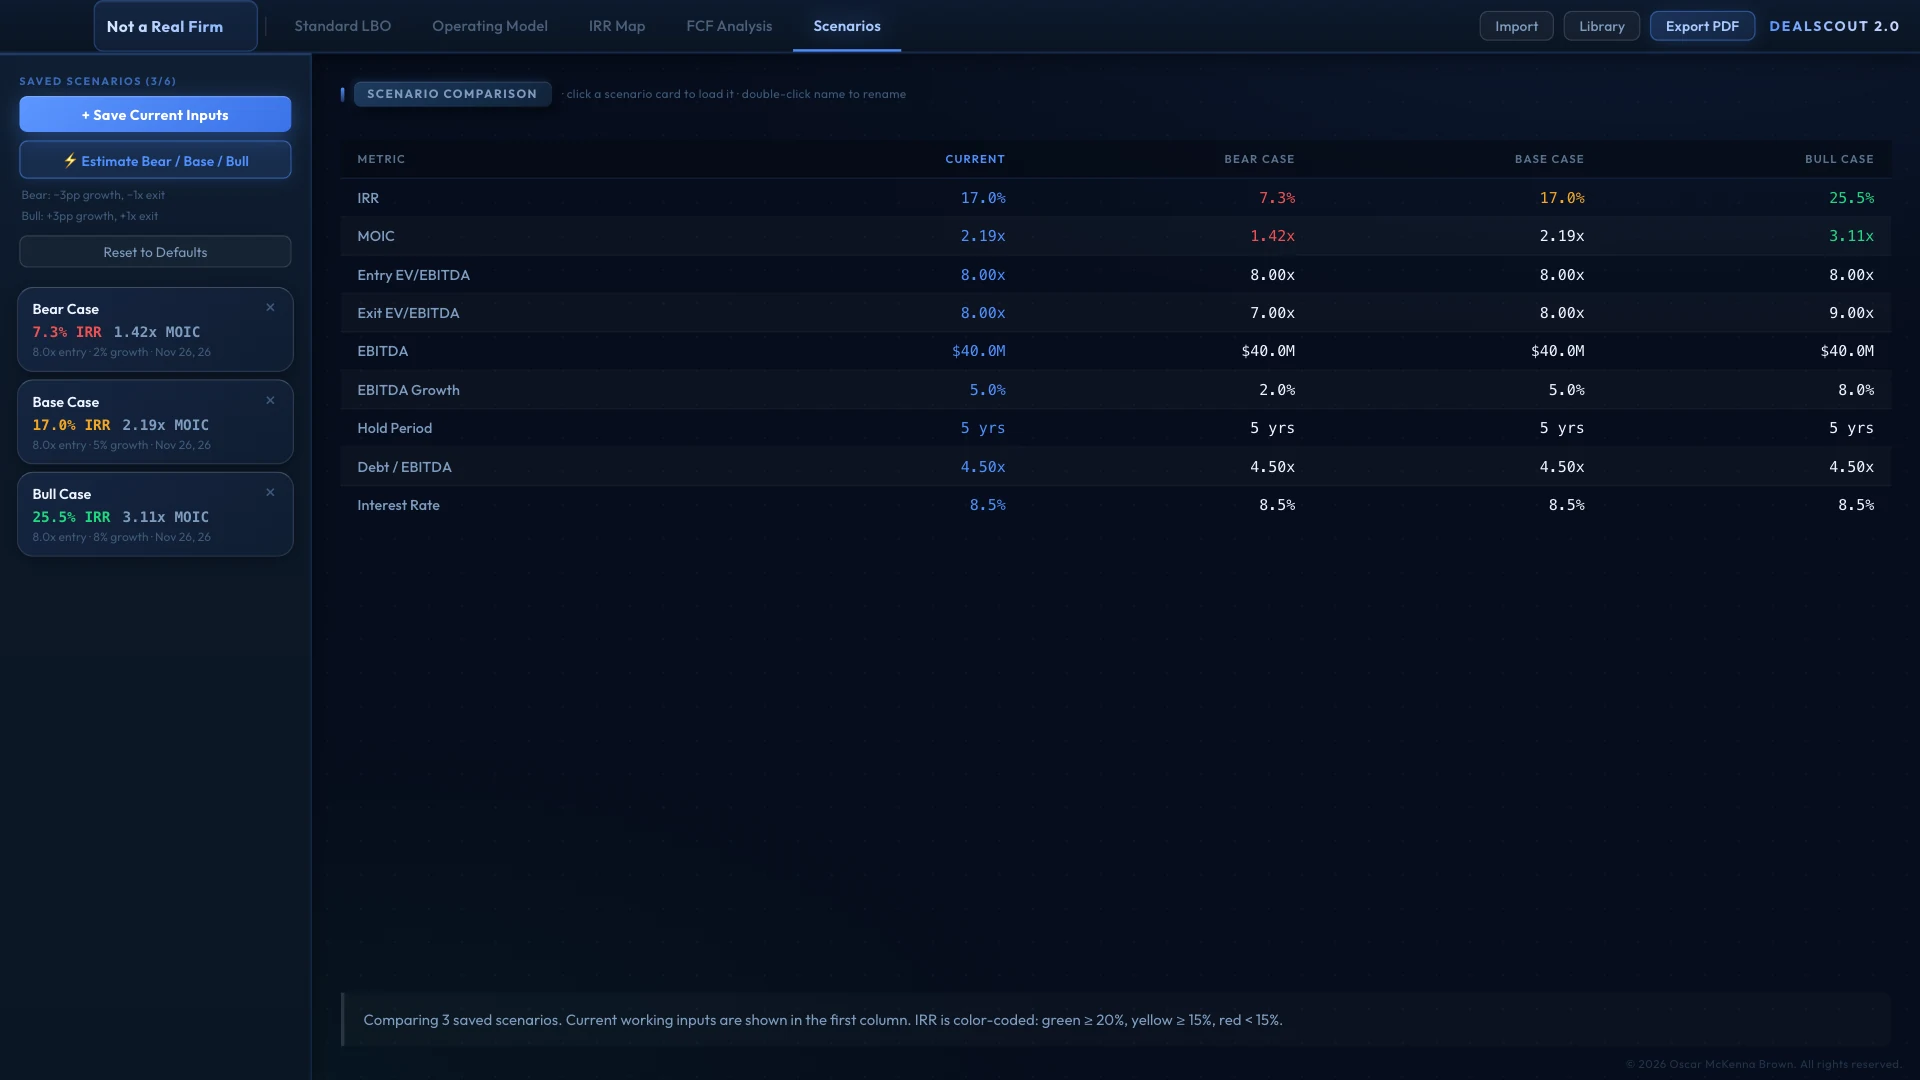 Not a Real Firm
Standard LBO
Operating Model
IRR Map
FCF Analysis
Scenarios
Import
Library
Export PDF
DEALSCOUT 2.0
SAVED SCENARIOS (3/6)
+ Save Current Inputs
⚡ Estimate Bear / Base / Bull
Bear: −3pp growth, −1x exit
Bull: +3pp growth, +1x exit
Reset to Defaults
Bear Case ×
7.3% IRR 1.42x MOIC
8.0x entry · 2% growth · Nov 26, 26
Base Case ×
17.0% IRR 2.19x MOIC
8.0x entry · 5% growth · Nov 26, 26
Bull Case ×
25.5% IRR 3.11x MOIC
8.0x entry · 8% growth · Nov 26, 26
SCENARIO COMPARISON · click a scenario card to load it · double-click name to rename
METRIC CURRENT BEAR CASE BASE CASE BULL CASE
IRR 17.0% 7.3% 17.0% 25.5%
MOIC 2.19x 1.42x 2.19x 3.11x
Entry EV/EBITDA 8.00x 8.00x 8.00x 8.00x
Exit EV/EBITDA 8.00x 7.00x 8.00x 9.00x
EBITDA $40.0M $40.0M $40.0M $40.0M
EBITDA Growth 5.0% 2.0% 5.0% 8.0%
Hold Period 5 yrs 5 yrs 5 yrs 5 yrs
Debt / EBITDA 4.50x 4.50x 4.50x 4.50x
Interest Rate 8.5% 8.5% 8.5% 8.5%
Comparing 3 saved scenarios. Current working inputs are shown in the first column. IRR is color-coded: green ≥ 20%, yellow ≥ 15%, red < 15%.
© 2026 Oscar McKenna Brown. All rights reserved.